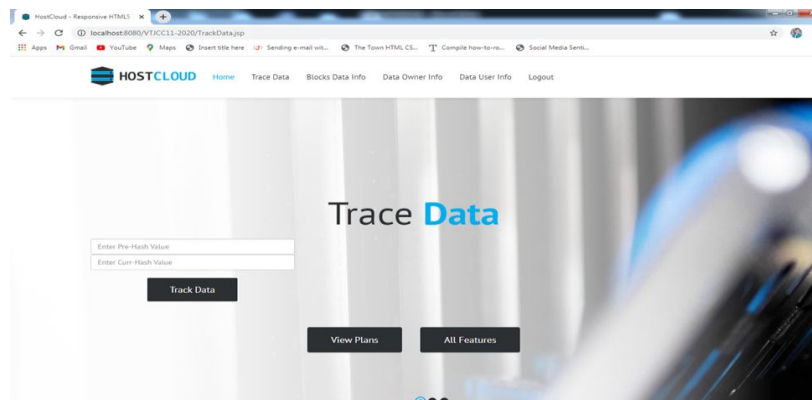 HostCloud - Responsive HTML5
localhost:8080/VTJCC11-2020/TrackData.jsp
Apps Gmail YouTube Maps Insert title here Sending e-mail wit... The Town HTML CS... Compile how-to-ro... Social Media Senti...
HOSTCLOUD Home Trace Data Blocks Data Info Data Owner Info Data User Info Logout
Trace Data
Enter Pre-Hash Value
Enter Curr-Hash Value
Track Data
View Plans All Features